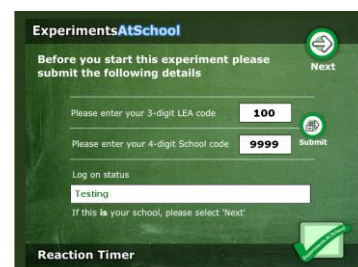 ExperimentsAtSchool
Before you start this experiment please
submit the following details
Next
Please enter your 3-digit LEA code 100
Please enter your 4-digit School code 9999
Submit
Log on status
Testing
If this is your school, please select 'Next'
Reaction Timer
ExperimentsAtSchool